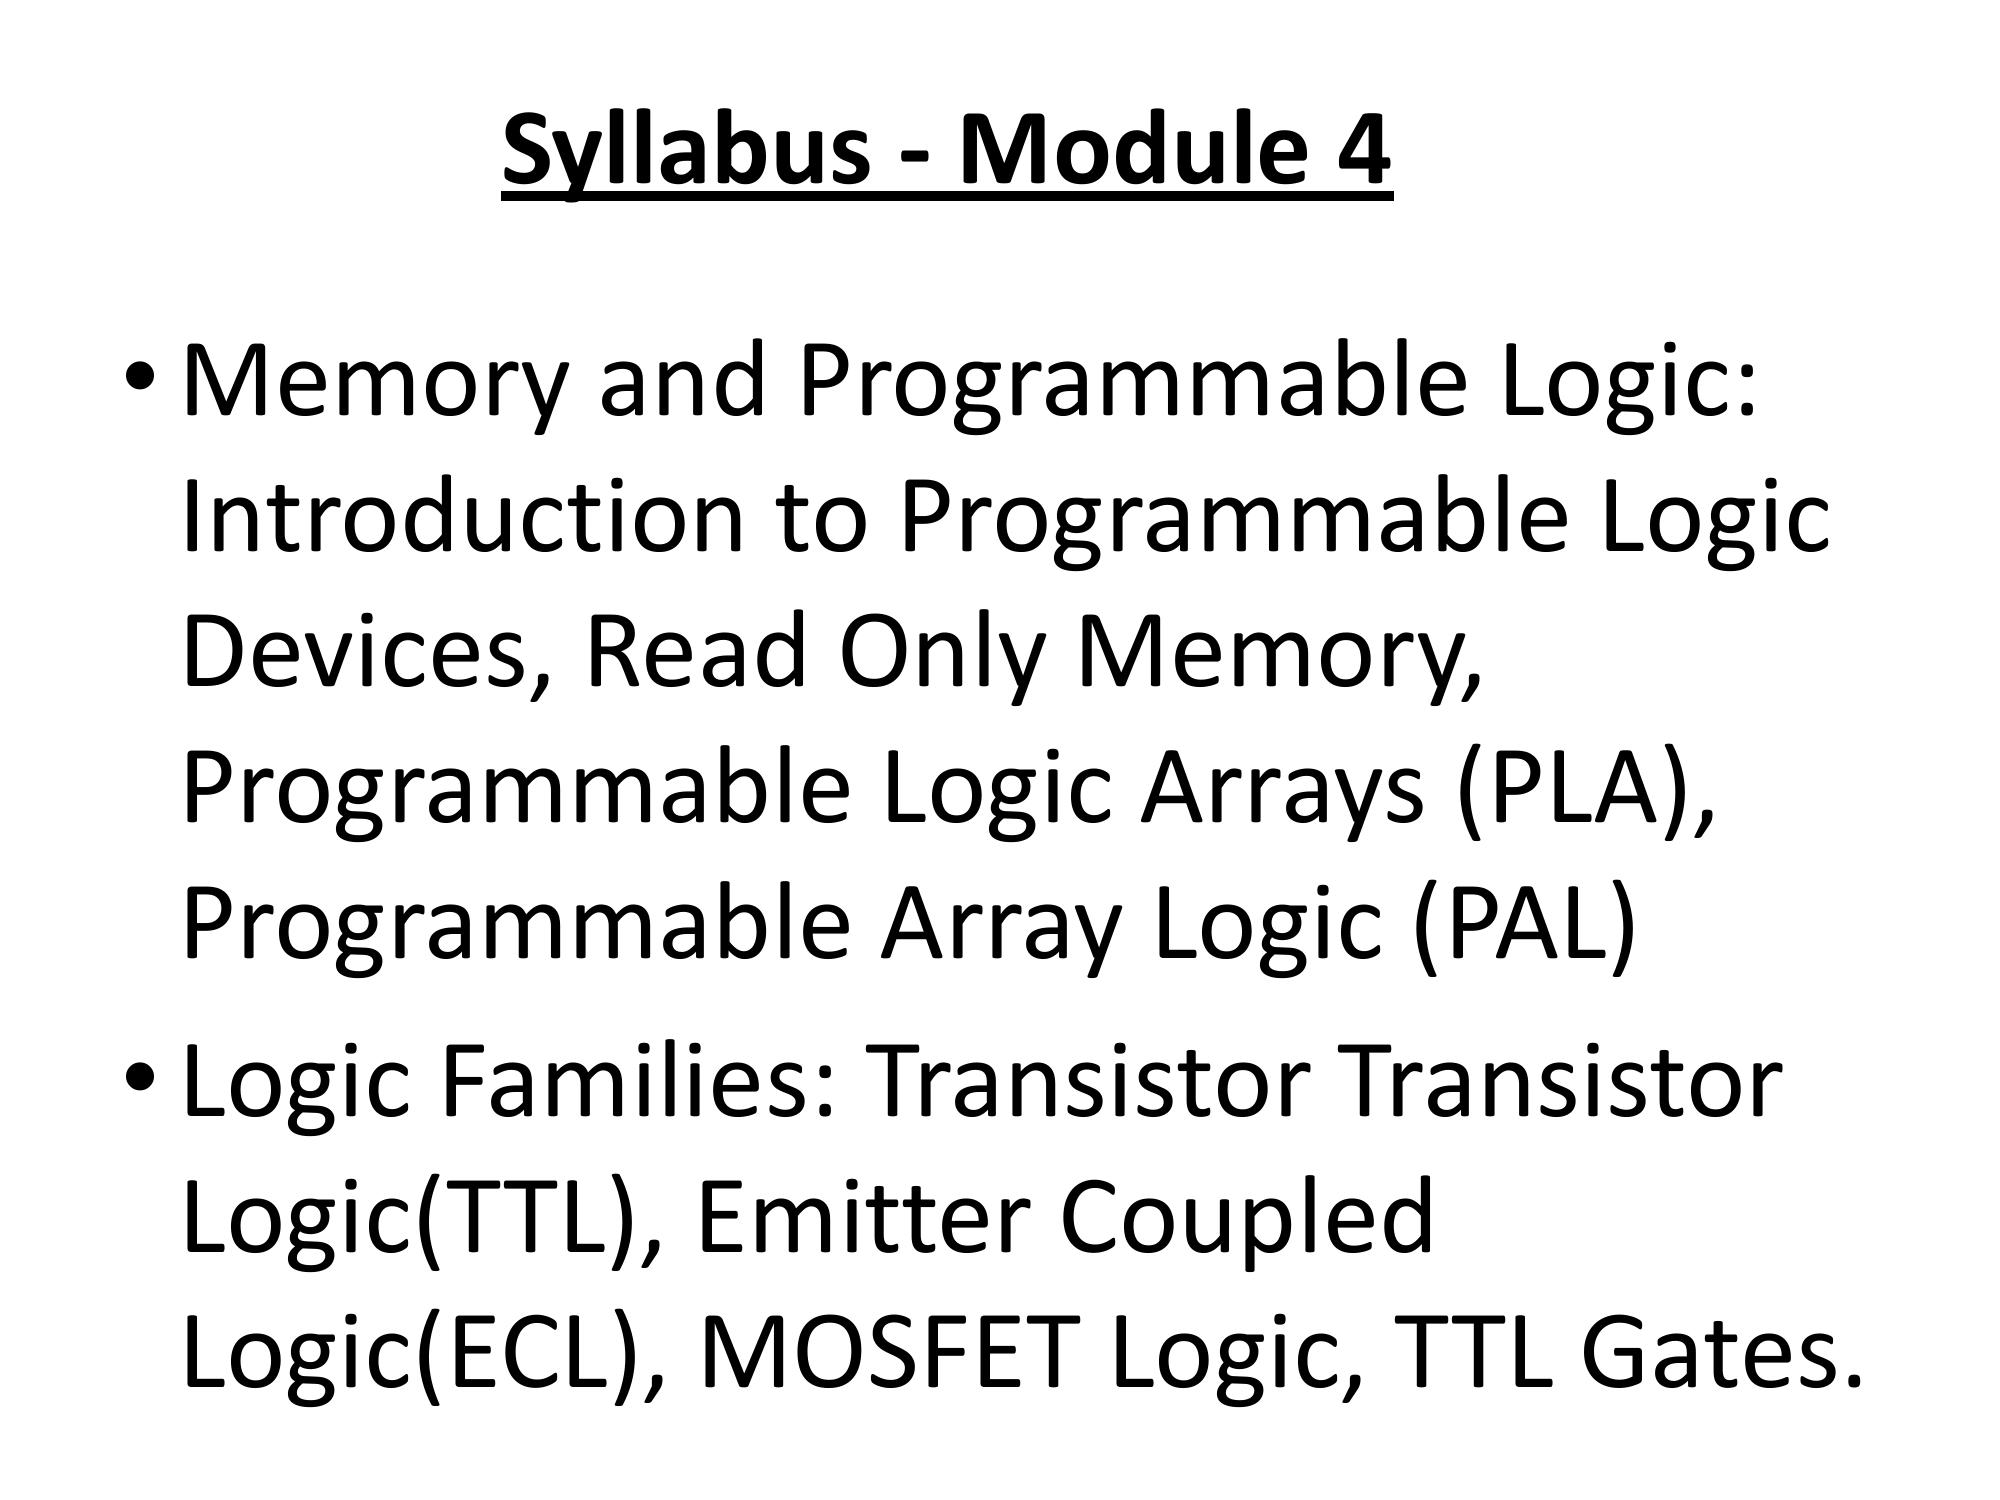 Syllabus - Module 4
• Memory and Programmable Logic:
Introduction to Programmable Logic
Devices, Read Only Memory,
Programmable Logic Arrays (PLA),
Programmable Array Logic (PAL)
• Logic Families: Transistor Transistor
Logic(TTL), Emitter Coupled
Logic(ECL), MOSFET Logic, TTL Gates.